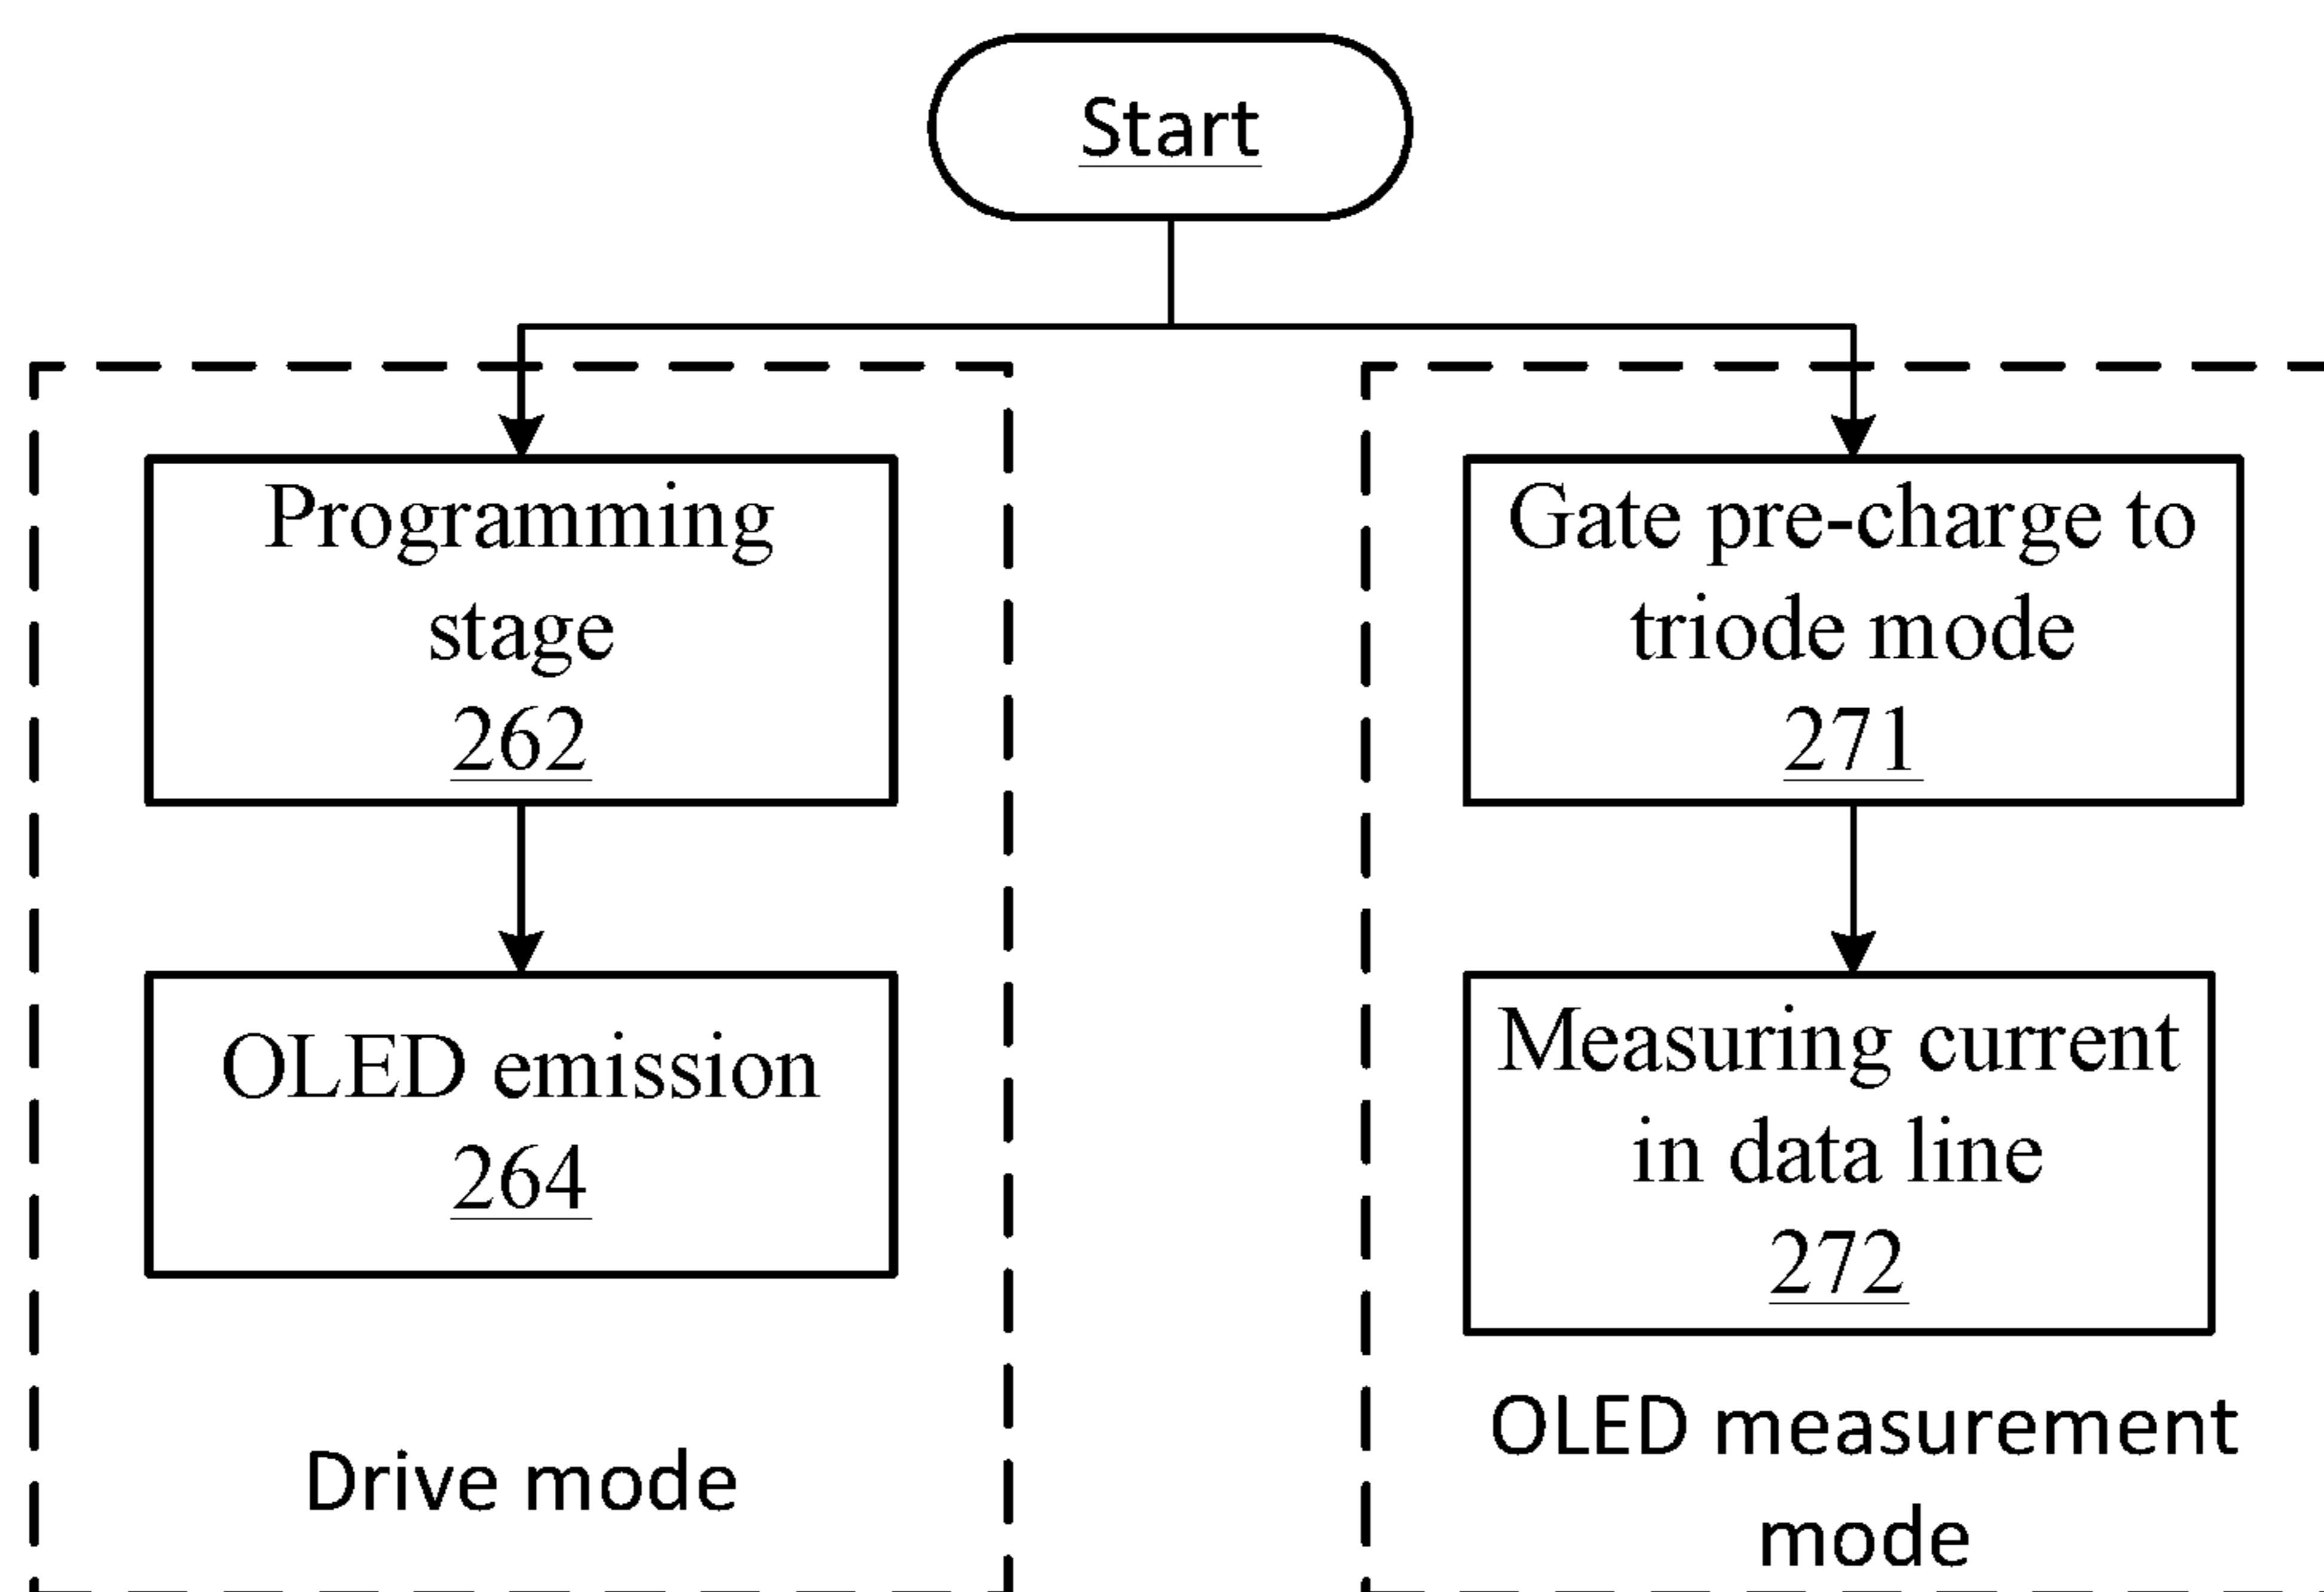 Start
Programming
stage
262
OLED emission
264
Drive mode
Gate pre-charge to
triode mode
271
Measuring current
in data line
272
OLED measurement
mode